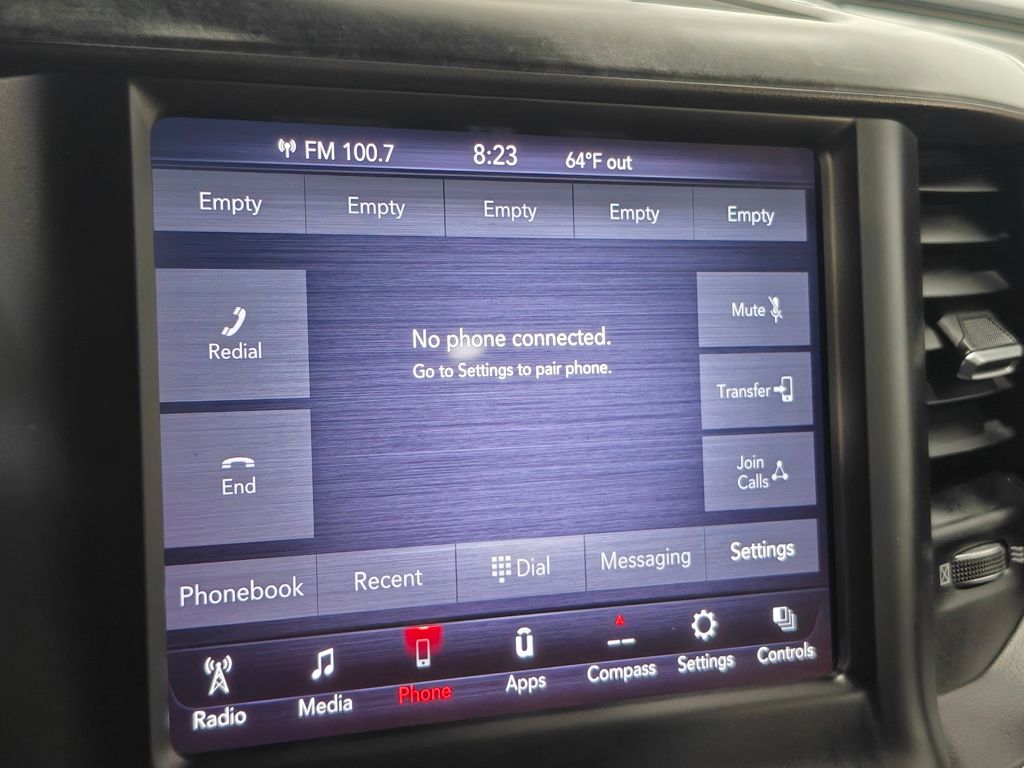 FM 100.7 8:23 64°F out
Empty Empty Empty Empty Empty
Redial
No phone connected.
Go to Settings to pair phone.
End
Mute
Transfer
Join
Calls
Phonebook Recent Dial Messaging Settings
Radio Media Phone Apps Compass Settings Controls